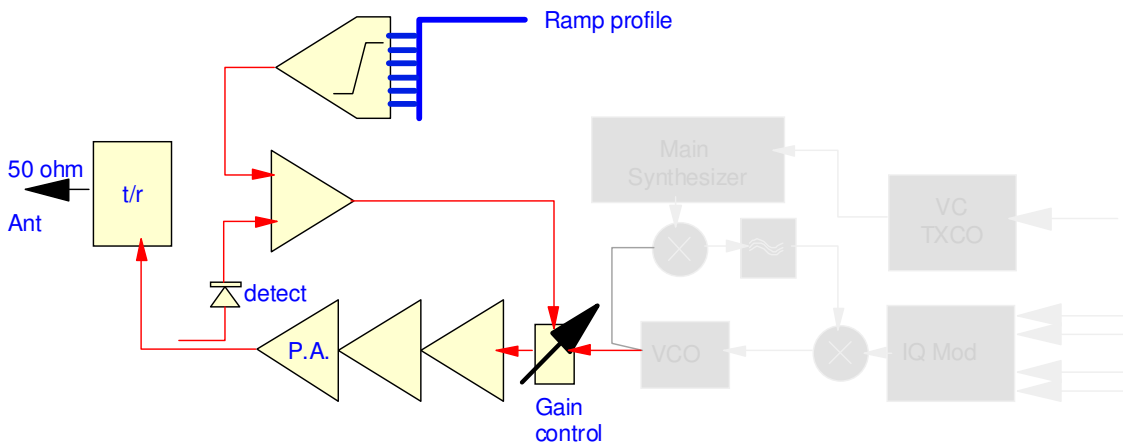 Ramp profile
50 ohm
Ant
t/r
Main
Synthesizer
VC
TXCO
detect
P.A.
VCO
IQ Mod
Gain
control